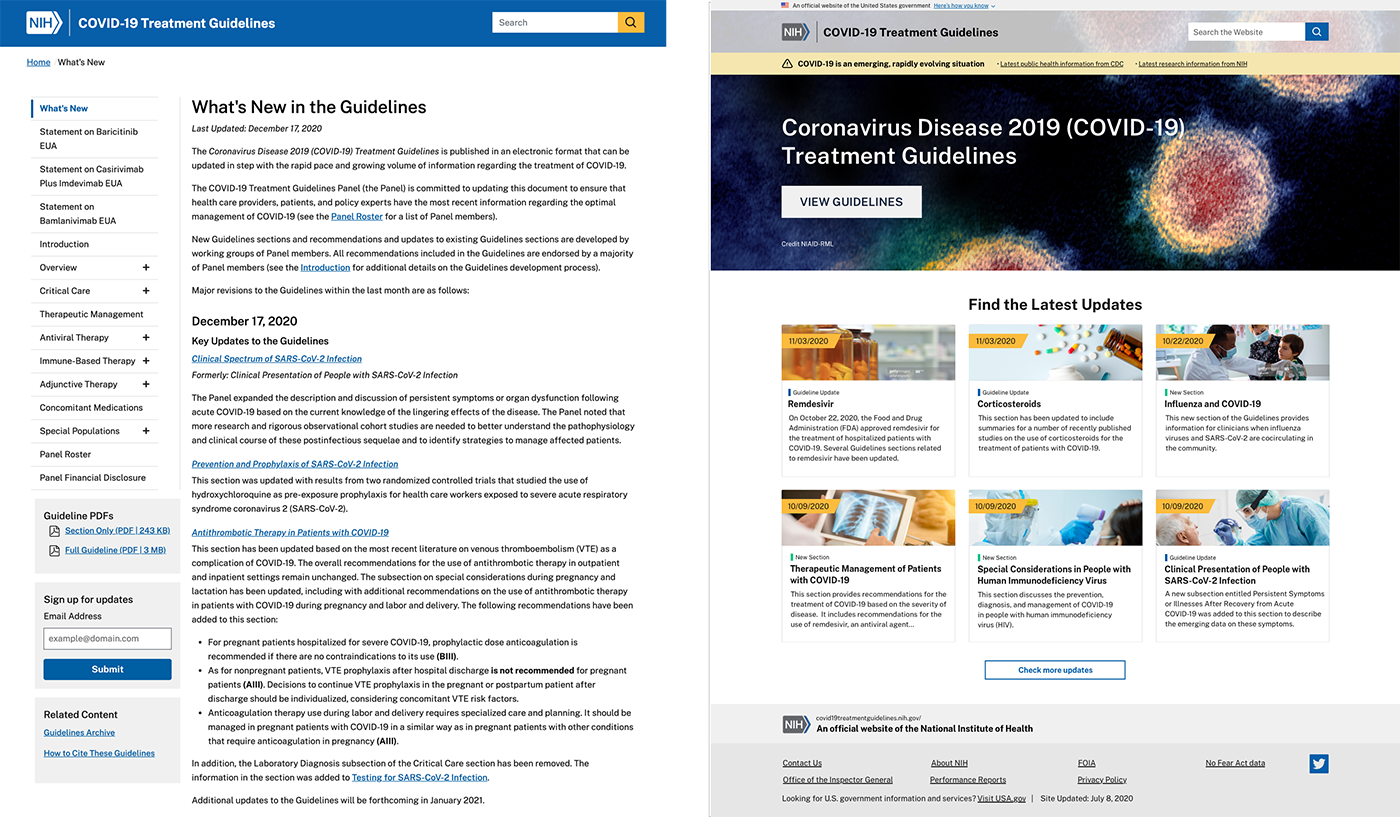 NIH
COVID-19 Treatment Guidelines
Search
Home
What's New
What's New
Statement on Baricitinib
EUA
Statement on Casirivimab
Plus Imdevimab EUA
Statement on
Bamlanivimab EUA
Introduction
Overview +
Critical Care +
Therapeutic Management
Antiviral Therapy +
Immune-Based Therapy +
Adjunctive Therapy +
Concomitant Medications
Special Populations +
Panel Roster
Panel Financial Disclosure
Guideline PDFs
Section Only (PDF | 243 KB)
Full Guideline (PDF | 3 MB)
Sign up for updates
Email Address
example@domain.com
Submit
Related Content
Guidelines Archive
How to Cite These Guidelines
What's New in the Guidelines
Last Updated: December 17, 2020
The Coronavirus Disease 2019 (COVID-19) Treatment Guidelines is published in an electronic format that can be
updated in step with the rapid pace and growing volume of information regarding the treatment of COVID-19.
The COVID-19 Treatment Guidelines Panel (the Panel) is committed to updating this document to ensure that
health care providers, patients, and policy experts have the most recent information regarding the optimal
management of COVID-19 (see the Panel Roster for a list of Panel members).
New Guidelines sections and recommendations and updates to existing Guidelines sections are developed by
working groups of Panel members. All recommendations included in the Guidelines are endorsed by a majority
of Panel members (see the Introduction for additional details on the Guidelines development process).
Major revisions to the Guidelines within the last month are as follows:
December 17, 2020
Key Updates to the Guidelines
Clinical Spectrum of SARS-CoV-2 Infection
Formerly: Clinical Presentation of People with SARS-CoV-2 Infection
The Panel expanded the description and discussion of persistent symptoms or organ dysfunction following
acute COVID-19 based on the current knowledge of the lingering effects of the disease. The Panel noted that
more research and rigorous observational cohort studies are needed to better understand the pathophysiology
and clinical course of these postinfectious sequelae and to identify strategies to manage affected patients.
Prevention and Prophylaxis of SARS-CoV-2 Infection
This section was updated with results from two randomized controlled trials that studied the use of
hydroxychloroquine as pre-exposure prophylaxis for health care workers exposed to severe acute respiratory
syndrome coronavirus 2 (SARS-CoV-2).
Antithrombotic Therapy in Patients with COVID-19
This section has been updated based on the most recent literature on venous thromboembolism (VTE) as a
complication of COVID-19. The overall recommendations for the use of antithrombotic therapy in outpatient
and inpatient settings remain unchanged. The subsection on special considerations during pregnancy and
lactation has been updated, including with additional recommendations on the use of antithrombotic therapy
in patients with COVID-19 during pregnancy and labor and delivery. The following recommendations have been
added to this section:
• For pregnant patients hospitalized for severe COVID-19, prophylactic dose anticoagulation is
recommended if there are no contraindications to its use (BIII).
• As for nonpregnant patients, VTE prophylaxis after hospital discharge is not recommended for pregnant
patients (AIII). Decisions to continue VTE prophylaxis in the pregnant or postpartum patient after
discharge should be individualized, considering concomitant VTE risk factors.
• Anticoagulation therapy use during labor and delivery requires specialized care and planning. It should be
managed in pregnant patients with COVID-19 in a similar way as in pregnant patients with other conditions
that require anticoagulation in pregnancy (AIII).
In addition, the Laboratory Diagnosis subsection of the Critical Care section has been removed. The
information in the section was added to Testing for SARS-CoV-2 Infection.
Additional updates to the Guidelines will be forthcoming in January 2021.
An official website of the United States government Here's how you know
NIH
COVID-19 Treatment Guidelines
Search the Website
COVID-19 is an emerging, rapidly evolving situation
• Latest public health information from CDC
• Latest research information from NIH
Coronavirus Disease 2019 (COVID-19)
Treatment Guidelines
VIEW GUIDELINES
Credit NIAID-RML
Find the Latest Updates
11/03/2020
Guideline Update
Remdesivir
On October 22, 2020, the Food and Drug
Administration (FDA) approved remdesivir for
the treatment of hospitalized patients with
COVID-19. Several Guidelines sections related
to remdesivir have been updated.
11/03/2020
Guideline Update
Corticosteroids
This section has been updated to include
summaries for a number of recently published
studies on the use of corticosteroids for the
treatment of patients with COVID-19.
10/22/2020
New Section
Influenza and COVID-19
This new section of the Guidelines provides
information for clinicians when influenza
viruses and SARS-CoV-2 are cocirculating in
the community.
10/09/2020
New Section
Therapeutic Management of Patients
with COVID-19
This section provides recommendations for the
treatment of COVID-19 based on the severity of
disease. It includes recommendations for the
use of remdesivir, an antiviral agent...
10/09/2020
New Section
Special Considerations in People with
Human Immunodeficiency Virus
This section discusses the prevention,
diagnosis, and management of COVID-19
in people with human immunodeficiency
virus (HIV).
10/09/2020
Guideline Update
Clinical Presentation of People with
SARS-CoV-2 Infection
A new subsection entitled Persistent Symptoms
or Illnesses After Recovery from Acute
COVID-19 was added to this section to describe
the emerging data on these symptoms.
Check more updates
NIH
covid19treatmentguidelines.nih.gov/
An official website of the National Institute of Health
Contact Us
About NIH
FOIA
No Fear Act data
Office of the Inspector General
Performance Reports
Privacy Policy
Looking for U.S. government information and services? Visit USA.gov | Site Updated: July 8, 2020